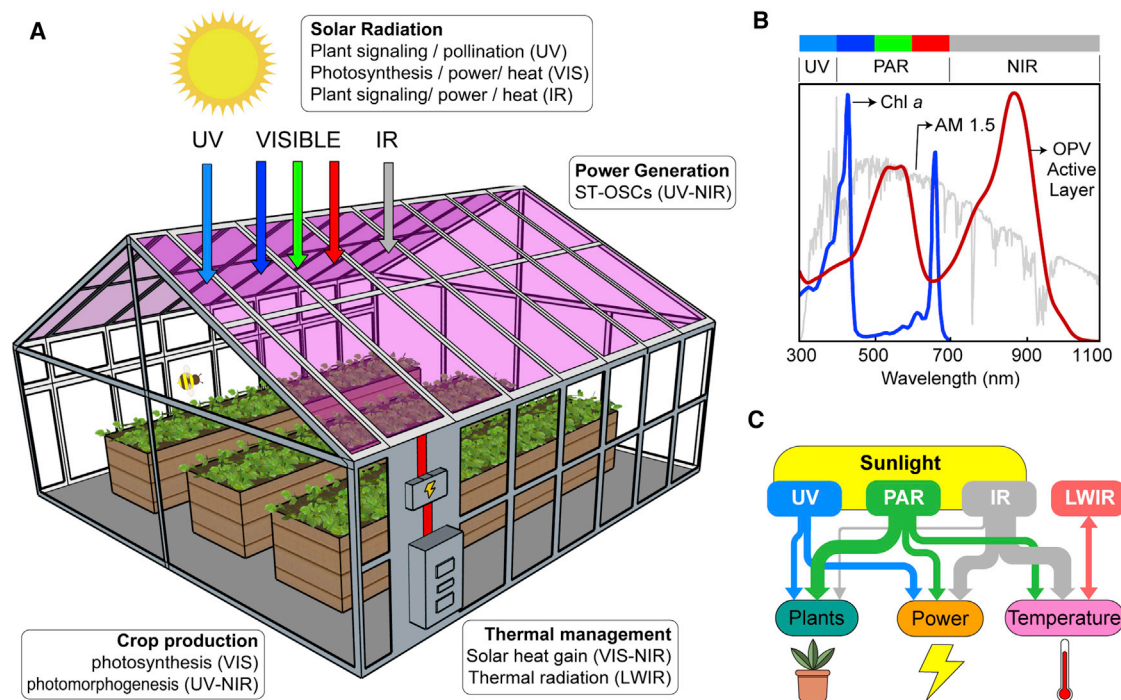 A
Solar Radiation
Plant signaling / pollination (UV)
Photosynthesis / power/ heat (VIS)
Plant signaling/ power / heat (IR)
UV VISIBLE IR
Power Generation
ST-OSCs (UV-NIR)
Crop production
photosynthesis (VIS)
photomorphogenesis (UV-NIR)
Thermal management
Solar heat gain (VIS-NIR)
Thermal radiation (LWIR)
B
UV PAR NIR
Chl a
AM 1.5
OPV
Active
Layer
300 500 700 900 1100
Wavelength (nm)
C
Sunlight
UV PAR IR LWIR
Plants Power Temperature